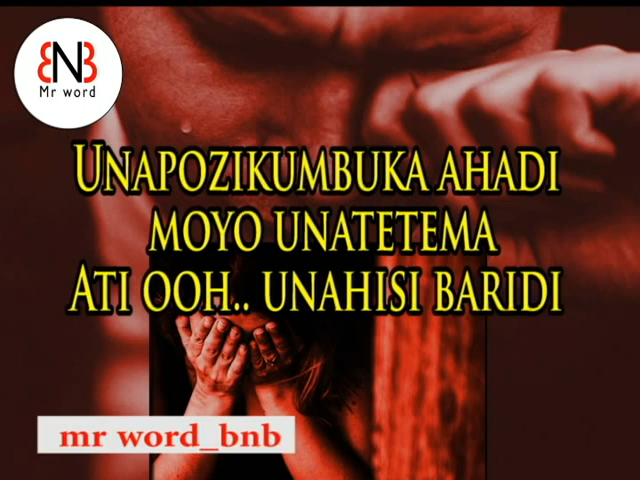 BNB
Mr word
UNAPOZIKUMBUKA AHADI
MOYO UNATETEMA
ATI OOH.. UNAHISI BARIDI
mr word_bnb